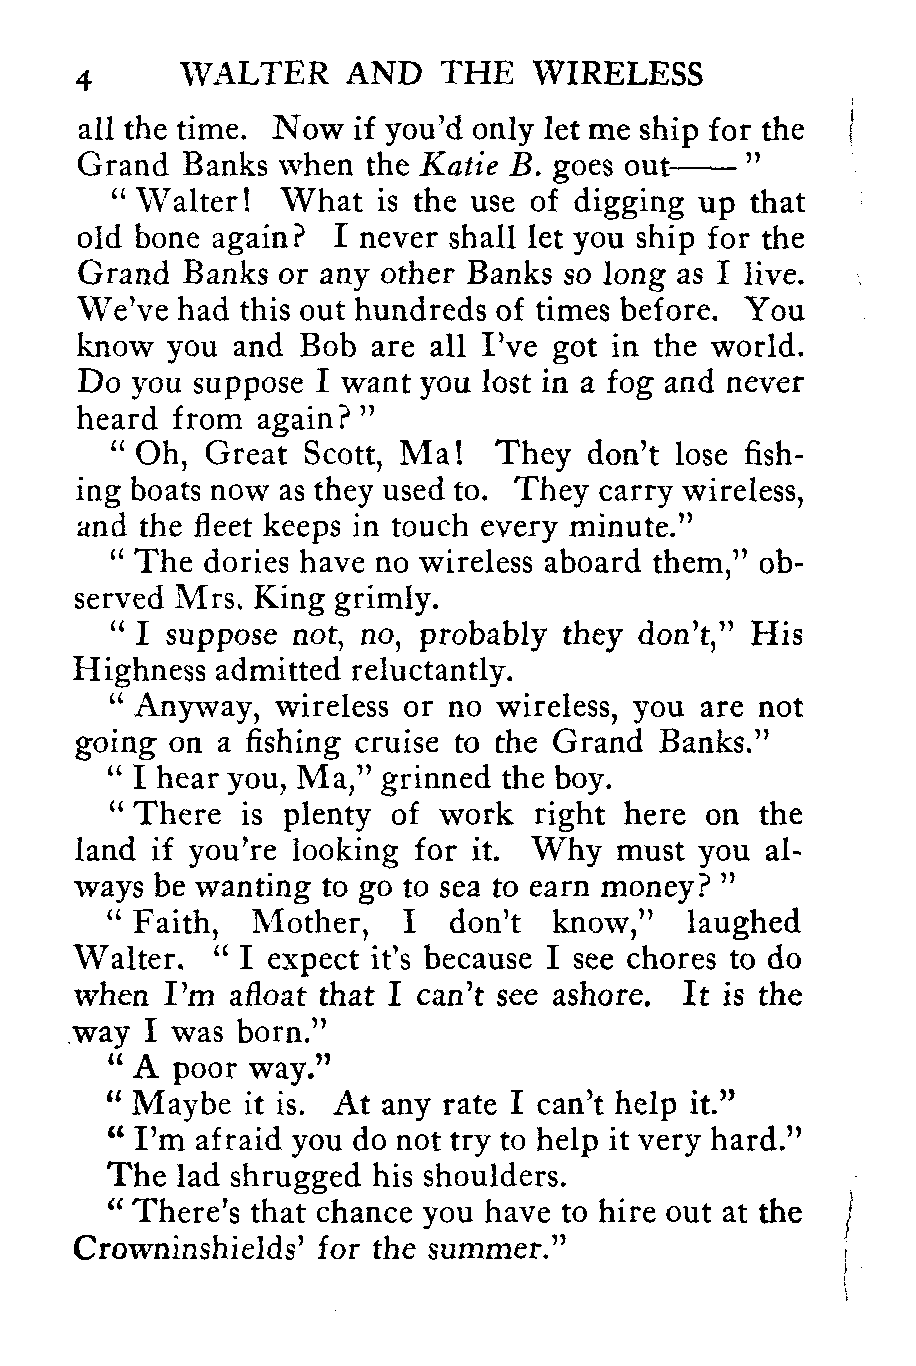 4 WALTER AND THE WIRELESS
all the time. Now if you'd only let me ship for the
Grand Banks when the Katie B. goes out—— "
" Walter! What is the use of digging up that
old bone again? I never shall let you ship for the
Grand Banks or any other Banks so long as I live.
We've had this out hundreds of times before. You
know you and Bob are all I've got in the world.
Do you suppose I want you lost in a fog and never
heard from again? "
" Oh, Great Scott, Ma! They don't lose fish-
ing boats now as they used to. They carry wireless,
and the fleet keeps in touch every minute."
" The dories have no wireless aboard them," ob-
served Mrs. King grimly.
" I suppose not, no, probably they don't," His
Highness admitted reluctantly.
" Anyway, wireless or no wireless, you are not
going on a fishing cruise to the Grand Banks."
" I hear you, Ma," grinned the boy.
" There is plenty of work right here on the
land if you're looking for it. Why must you al-
ways be wanting to go to sea to earn money? "
" Faith, Mother, I don't know," laughed
Walter. " I expect it's because I see chores to do
when I'm afloat that I can't see ashore. It is the
way I was born."
" A poor way."
" Maybe it is. At any rate I can't help it."
" I'm afraid you do not try to help it very hard."
The lad shrugged his shoulders.
" There's that chance you have to hire out at the
Crowninshields' for the summer."